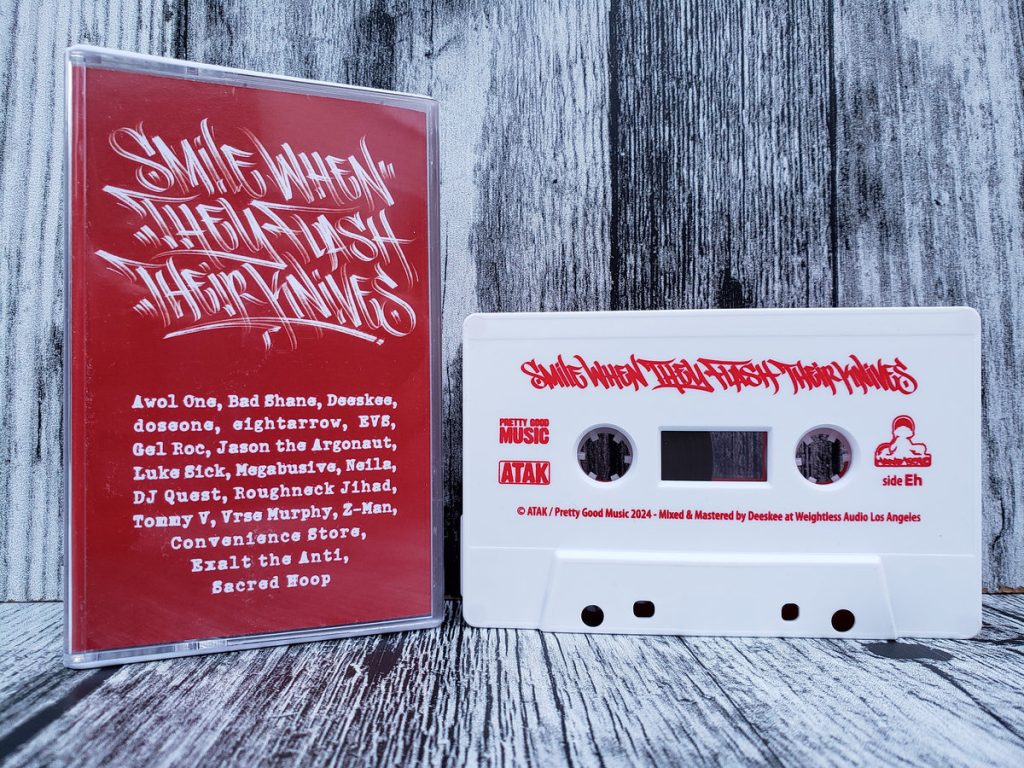 SMILE WHEN
THEY FLASH
THEIR KNIVES
Awol One, Bad Shane, Deeskee,
doseone, eightarrow, EVS,
Gel Roc, Jason the Argonaut,
Luke Sick, Megabusive, Neila,
DJ Quest, Roughneck Jihad,
Tommy V, Vrse Murphy, Z-Man,
Convenience Store,
Exalt the Anti,
Sacred Hoop
SMILE WHEN THEY FLASH THEIR KNIVES
PRETTY GOOD
MUSIC
ATAK
side Eh
© ATAK / Pretty Good Music 2024 - Mixed & Mastered by Deeskee at Weightless Audio Los Angeles